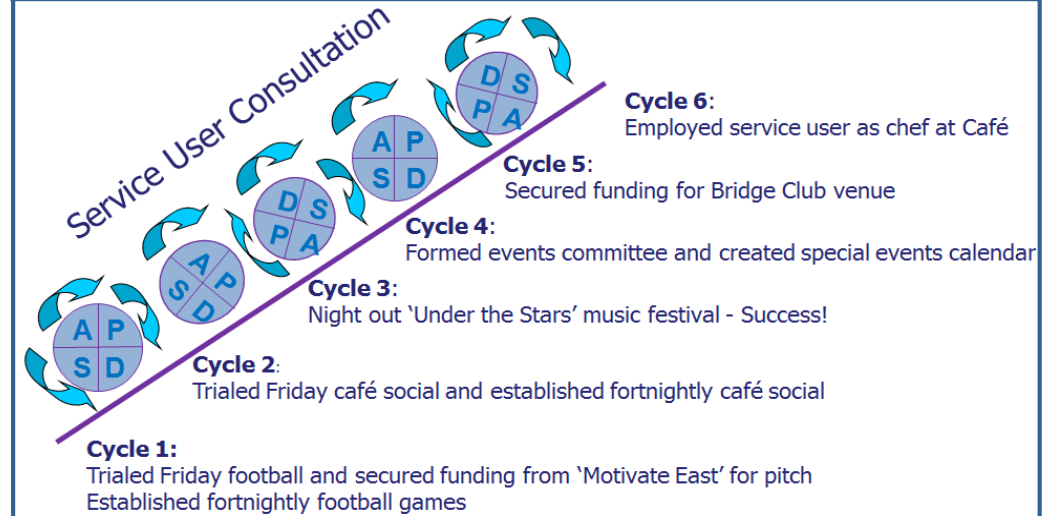 Service User Consultation
D S
P A
Cycle 6:
Employed service user as chef at Café
A P
S D
Cycle 5:
Secured funding for Bridge Club venue
D S
P A
Cycle 4:
Formed events committee and created special events calendar
A P
S D
Cycle 3:
Night out ‘Under the Stars’ music festival - Success!
A P
S D
Cycle 2:
Trialed Friday café social and established fortnightly café social
Cycle 1:
Trialed Friday football and secured funding from ‘Motivate East’ for pitch
Established fortnightly football games